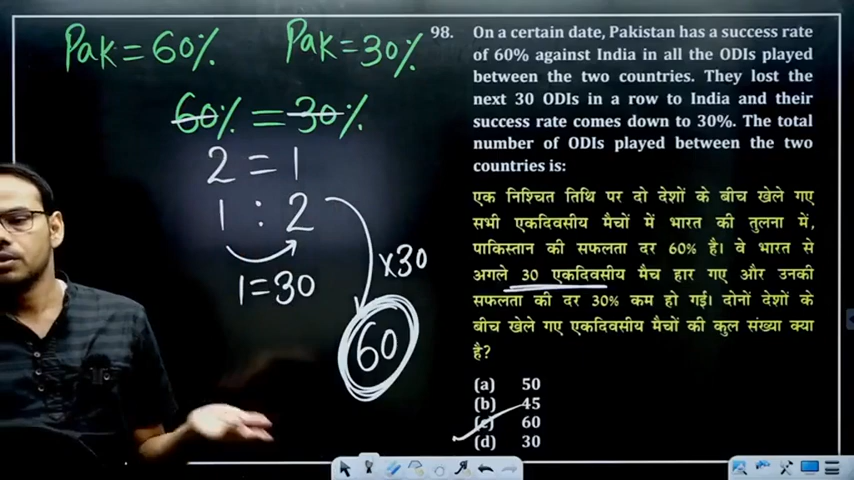 Pak = 60% Pak = 30%
60% = 30%
2 = 1
1 : 2
×30
1 = 30
60
98. On a certain date, Pakistan has a success rate
of 60% against India in all the ODIs played
between the two countries. They lost the
next 30 ODIs in a row to India and their
success rate comes down to 30%. The total
number of ODIs played between the two
countries is:
एक निश्चित तिथि पर दो देशों के बीच खेले गए
सभी एकदिवसीय मैचों में भारत की तुलना में,
पाकिस्तान की सफलता दर 60% है। वे भारत से
अगले 30 एकदिवसीय मैच हार गए और उनकी
सफलता की दर 30% कम हो गई। दोनों देशों के
बीच खेले गए एकदिवसीय मैचों की कुल संख्या क्या
है?
(a) 50
(b) 45
(c) 60
(d) 30